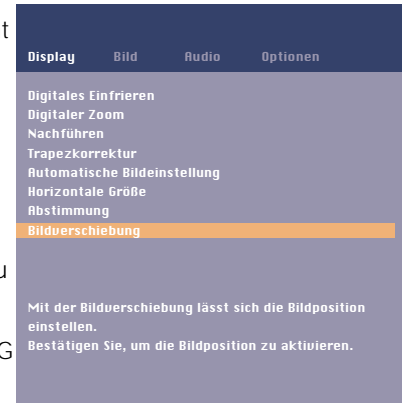 t
Display Bild Audio Optionen
Digitales Einfrieren
Digitaler Zoom
Nachführen
Trapezkorrektur
Automatische Bildeinstellung
Horizontale Größe
Abstimmung
Bildverschiebung
u
Mit der Bildverschiebung lässt sich die Bildposition
einstellen.
G
Bestätigen Sie, um die Bildposition zu aktivieren.